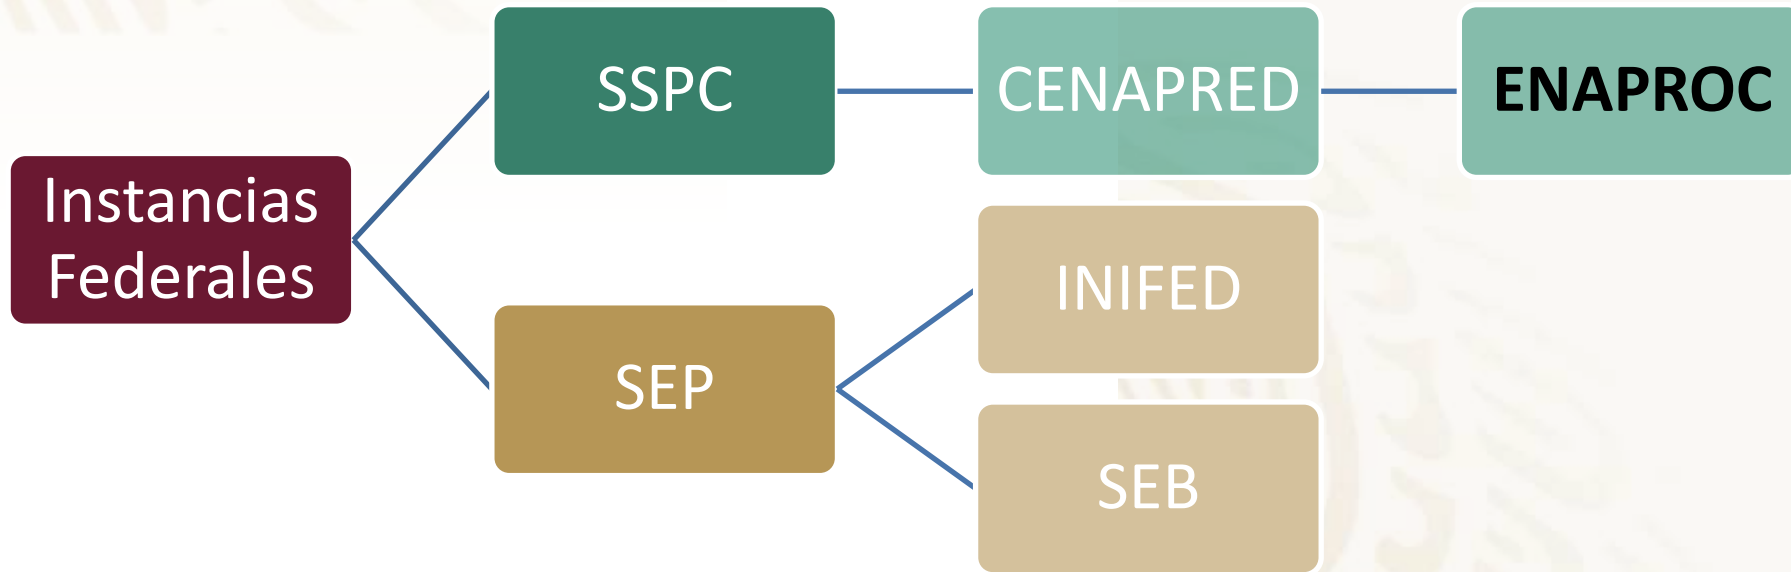 Instancias
Federales
SSPC
CENAPRED
ENAPROC
SEP
INIFED
SEB